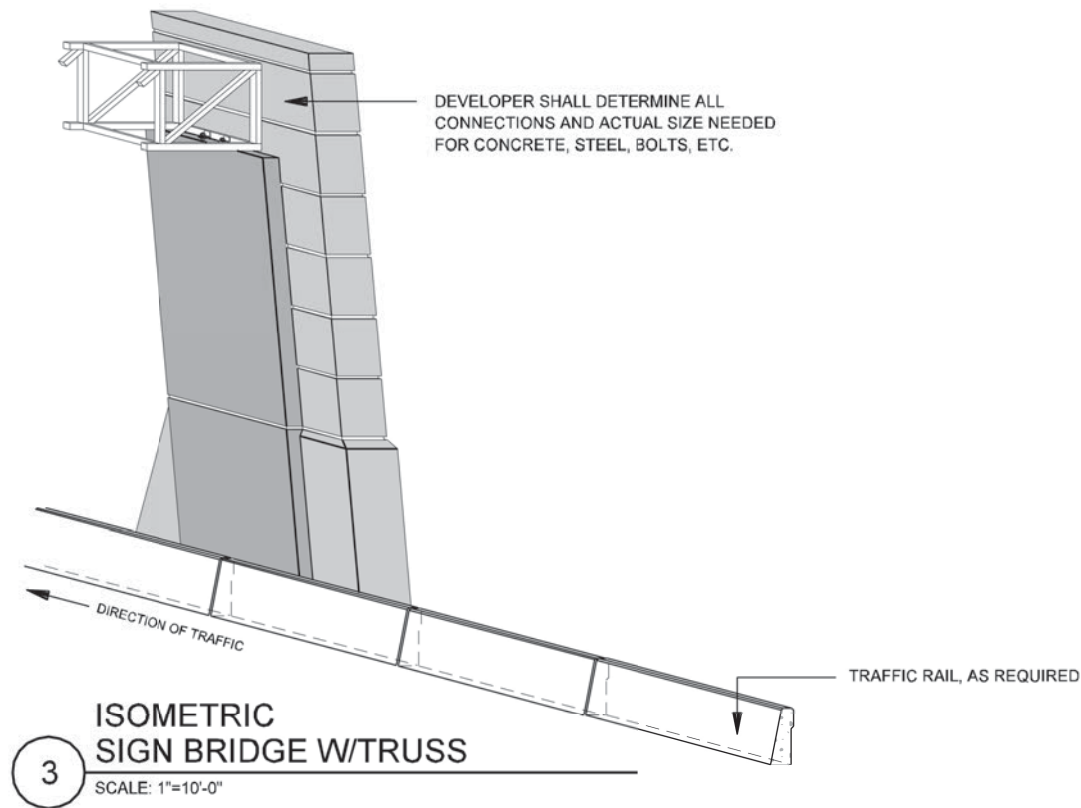 DEVELOPER SHALL DETERMINE ALL
CONNECTIONS AND ACTUAL SIZE NEEDED
FOR CONCRETE, STEEL, BOLTS, ETC.
DIRECTION OF TRAFFIC
TRAFFIC RAIL, AS REQUIRED
3
ISOMETRIC
SIGN BRIDGE W/TRUSS
SCALE: 1"=10'-0"